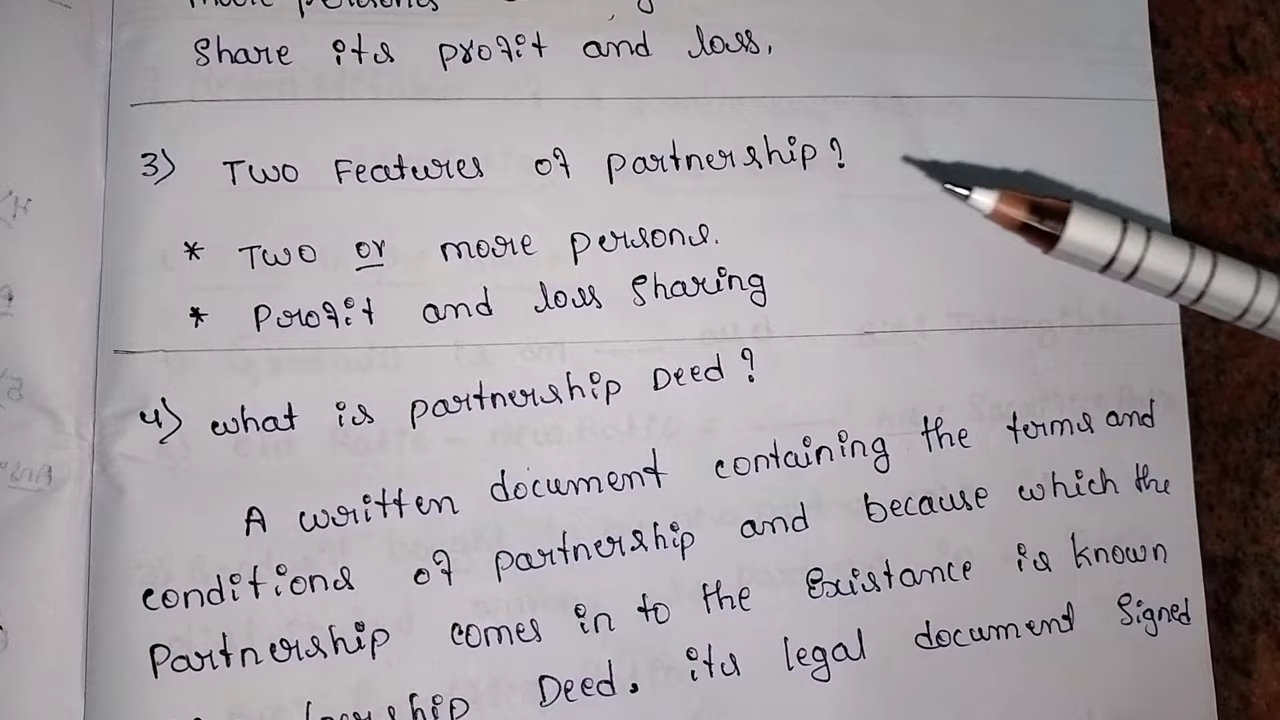 more persons
Share its profit and loss,
3) Two Features of partnership?
* Two or more persons.
* Profit and loss Sharing
4) What is partnership Deed?
A written document containing the terms and
conditions of partnership and because which the
Partnership comes in to the Existance is known
Deed. its legal document Signed